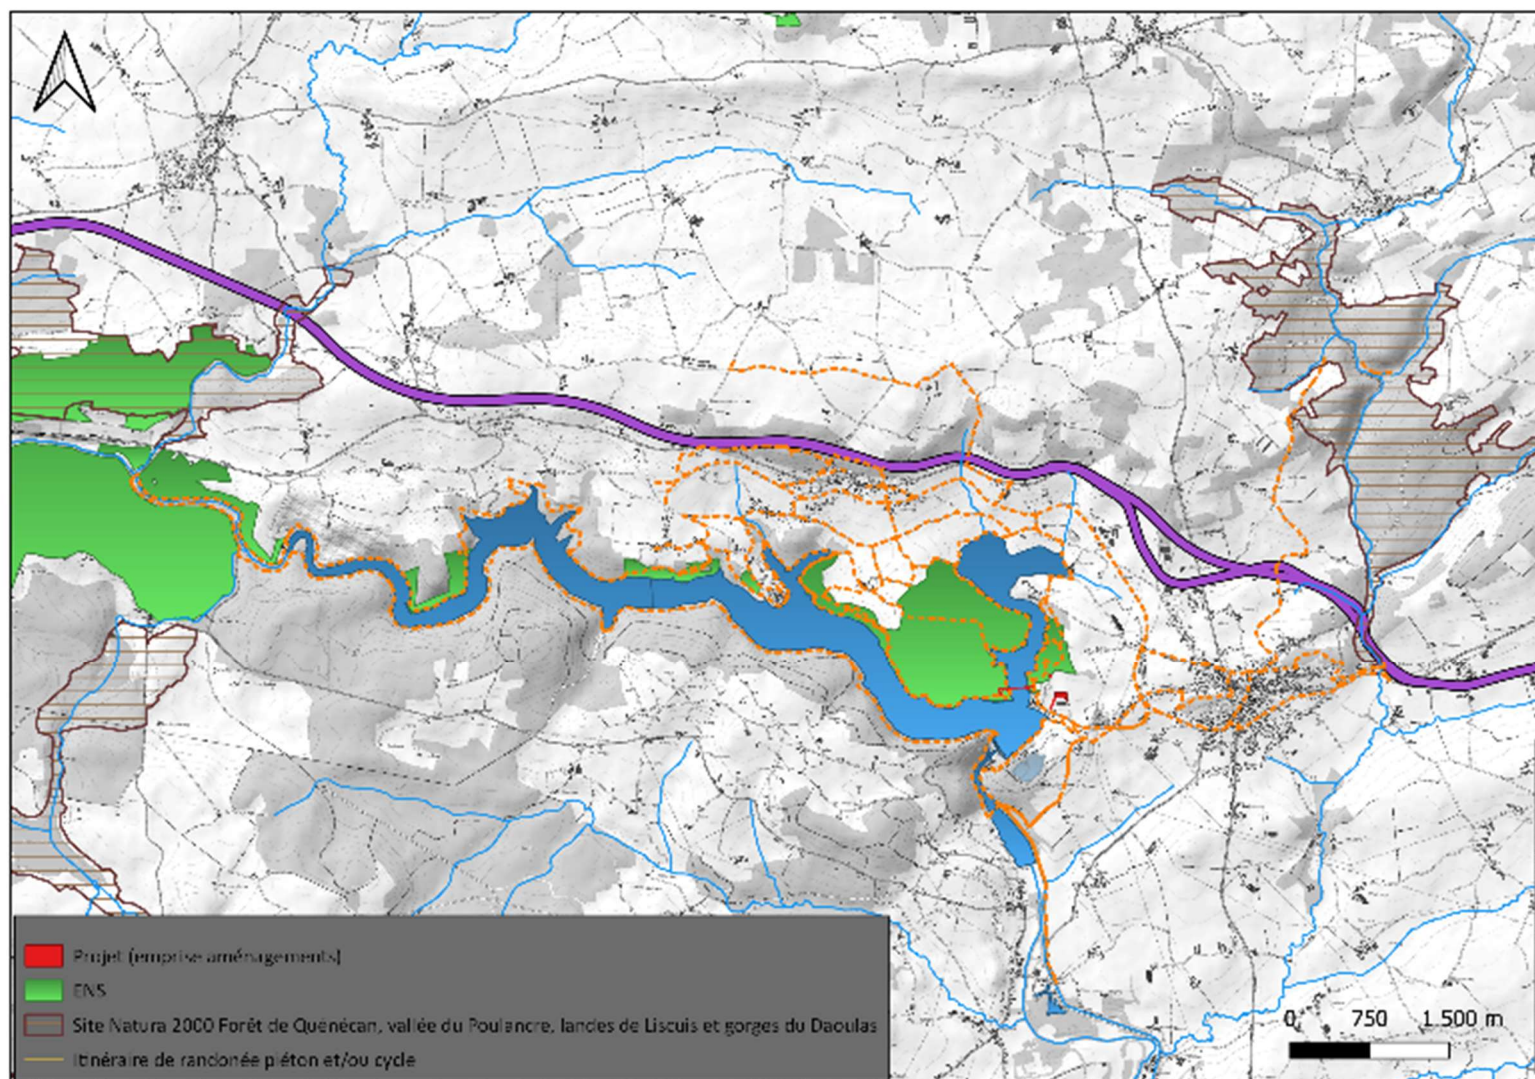 Projet (emprise aménagements)
ENS
Site Natura 2000 Forêt de Quénécan, vallée du Poulancre, landes de Liscuis et gorges du Daoulas
Itinéraire de randonée piéton et/ou cycle
0 750 1 500 m